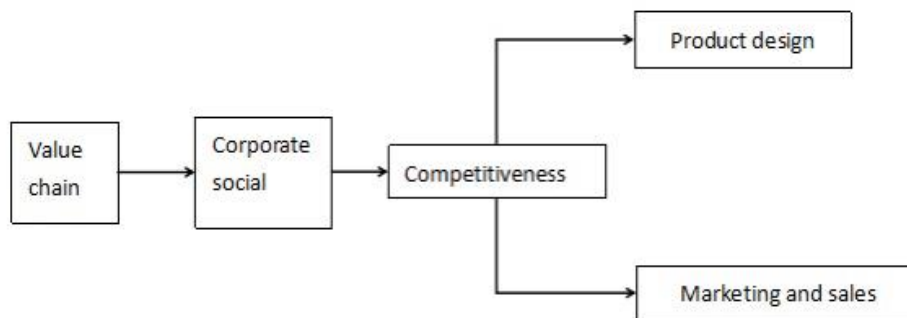 Product design
Value
chain
Corporate
social
Competitiveness
Marketing and sales